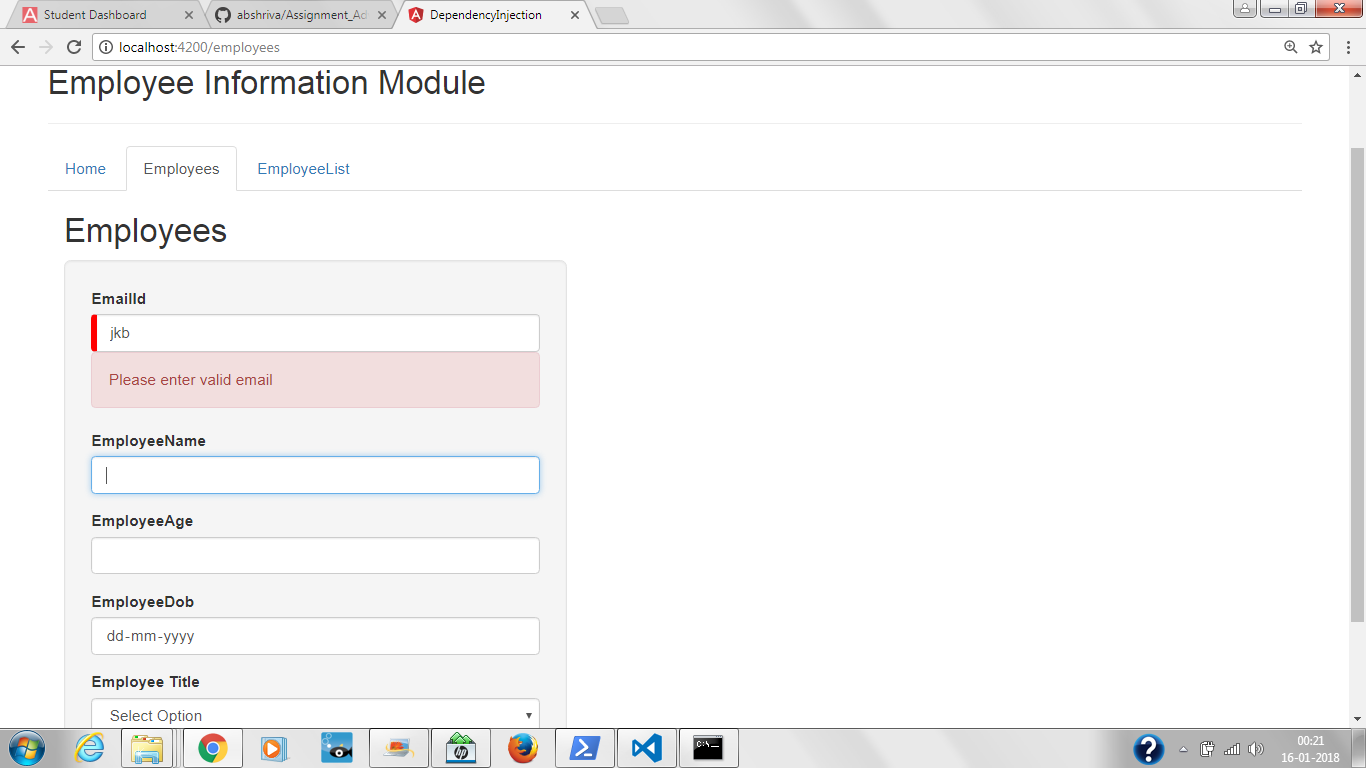 Student Dashboard
abshriva/Assignment_Ad
DependencyInjection
localhost:4200/employees
Employee Information Module
Home Employees EmployeeList
Employees
EmailId
jkb
Please enter valid email
EmployeeName
EmployeeAge
EmployeeDob
dd-mm-yyyy
Employee Title
Select Option
hp
C:\_
00:21
16-01-2018